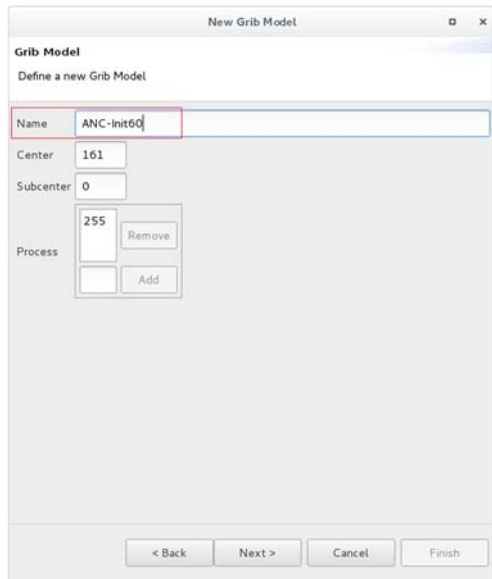 New Grib Model
Grib Model
Define a new Grib Model
Name ANC-Init60
Center 161
Subcenter 0
Process
255
Remove
Add
< Back Next > Cancel Finish